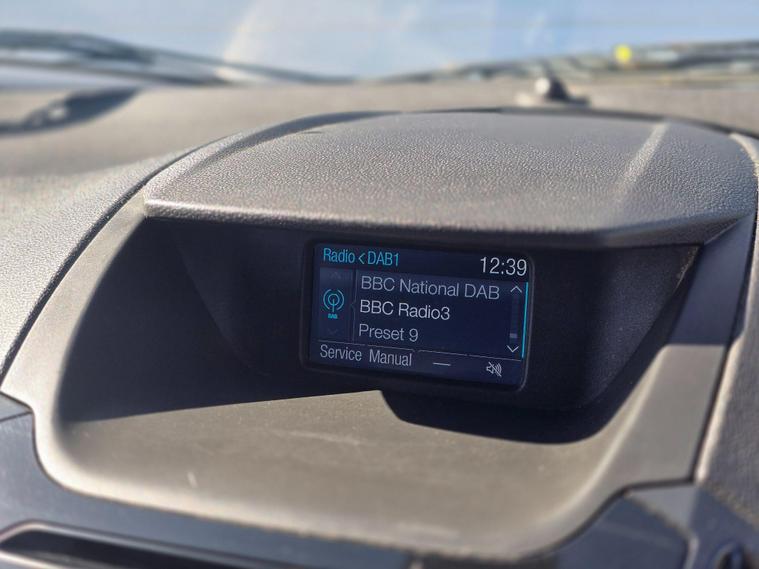 Radio < DAB1
12:39
BBC National DAB
DAB
BBC Radio3
Preset 9
Service Manual —